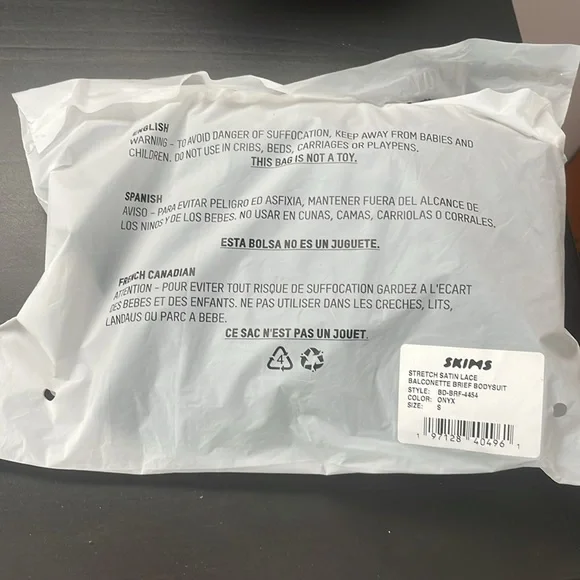 ENGLISH
WARNING - TO AVOID DANGER OF SUFFOCATION, KEEP AWAY FROM BABIES AND
CHILDREN. DO NOT USE IN CRIBS, BEDS, CARRIAGES OR PLAYPENS.
THIS BAG IS NOT A TOY.
SPANISH
AVISO - PARA EVITAR PELIGRO ED ASFIXIA, MANTENER FUERA DEL ALCANCE DE
LOS NINOS Y DE LOS BEBES. NO USAR EN CUNAS, CAMAS, CARRIOLAS O CORRALES.
ESTA BOLSA NO ES UN JUGUETE.
FRENCH CANADIAN
ATTENTION - POUR EVITER TOUT RISQUE DE SUFFOCATION GARDEZ A L'ECART
DES BEBES ET DES ENFANTS. NE PAS UTILISER DANS LES CRECHES, LITS,
LANDAUS OU PARC A BEBE.
CE SAC N'EST PAS UN JOUET.
4
SKIMS
STRETCH SATIN LACE
BALCONETTE BRIEF BODYSUIT
STYLE: BD-BRF-4454
COLOR: ONYX
SIZE: S
1 97128 40496 1